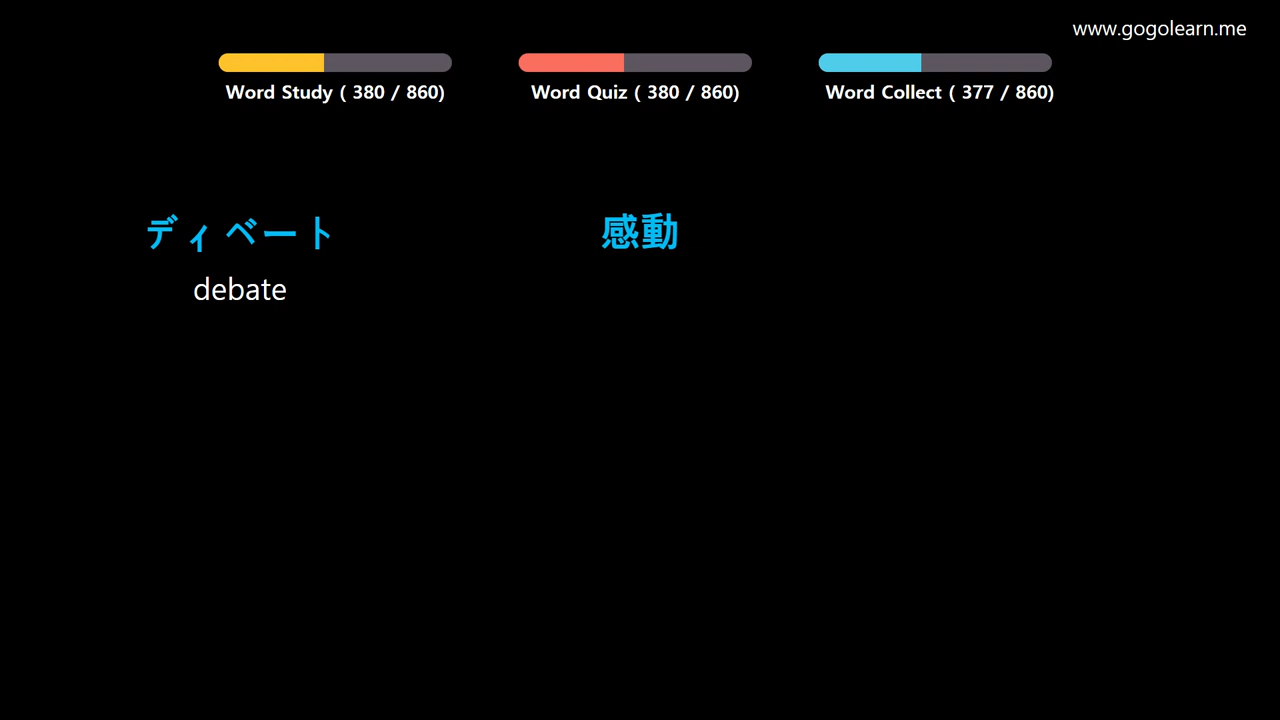 www.gogolearn.me
Word Study ( 380 / 860)
Word Quiz ( 380 / 860)
Word Collect ( 377 / 860)
ディベート
debate
感動